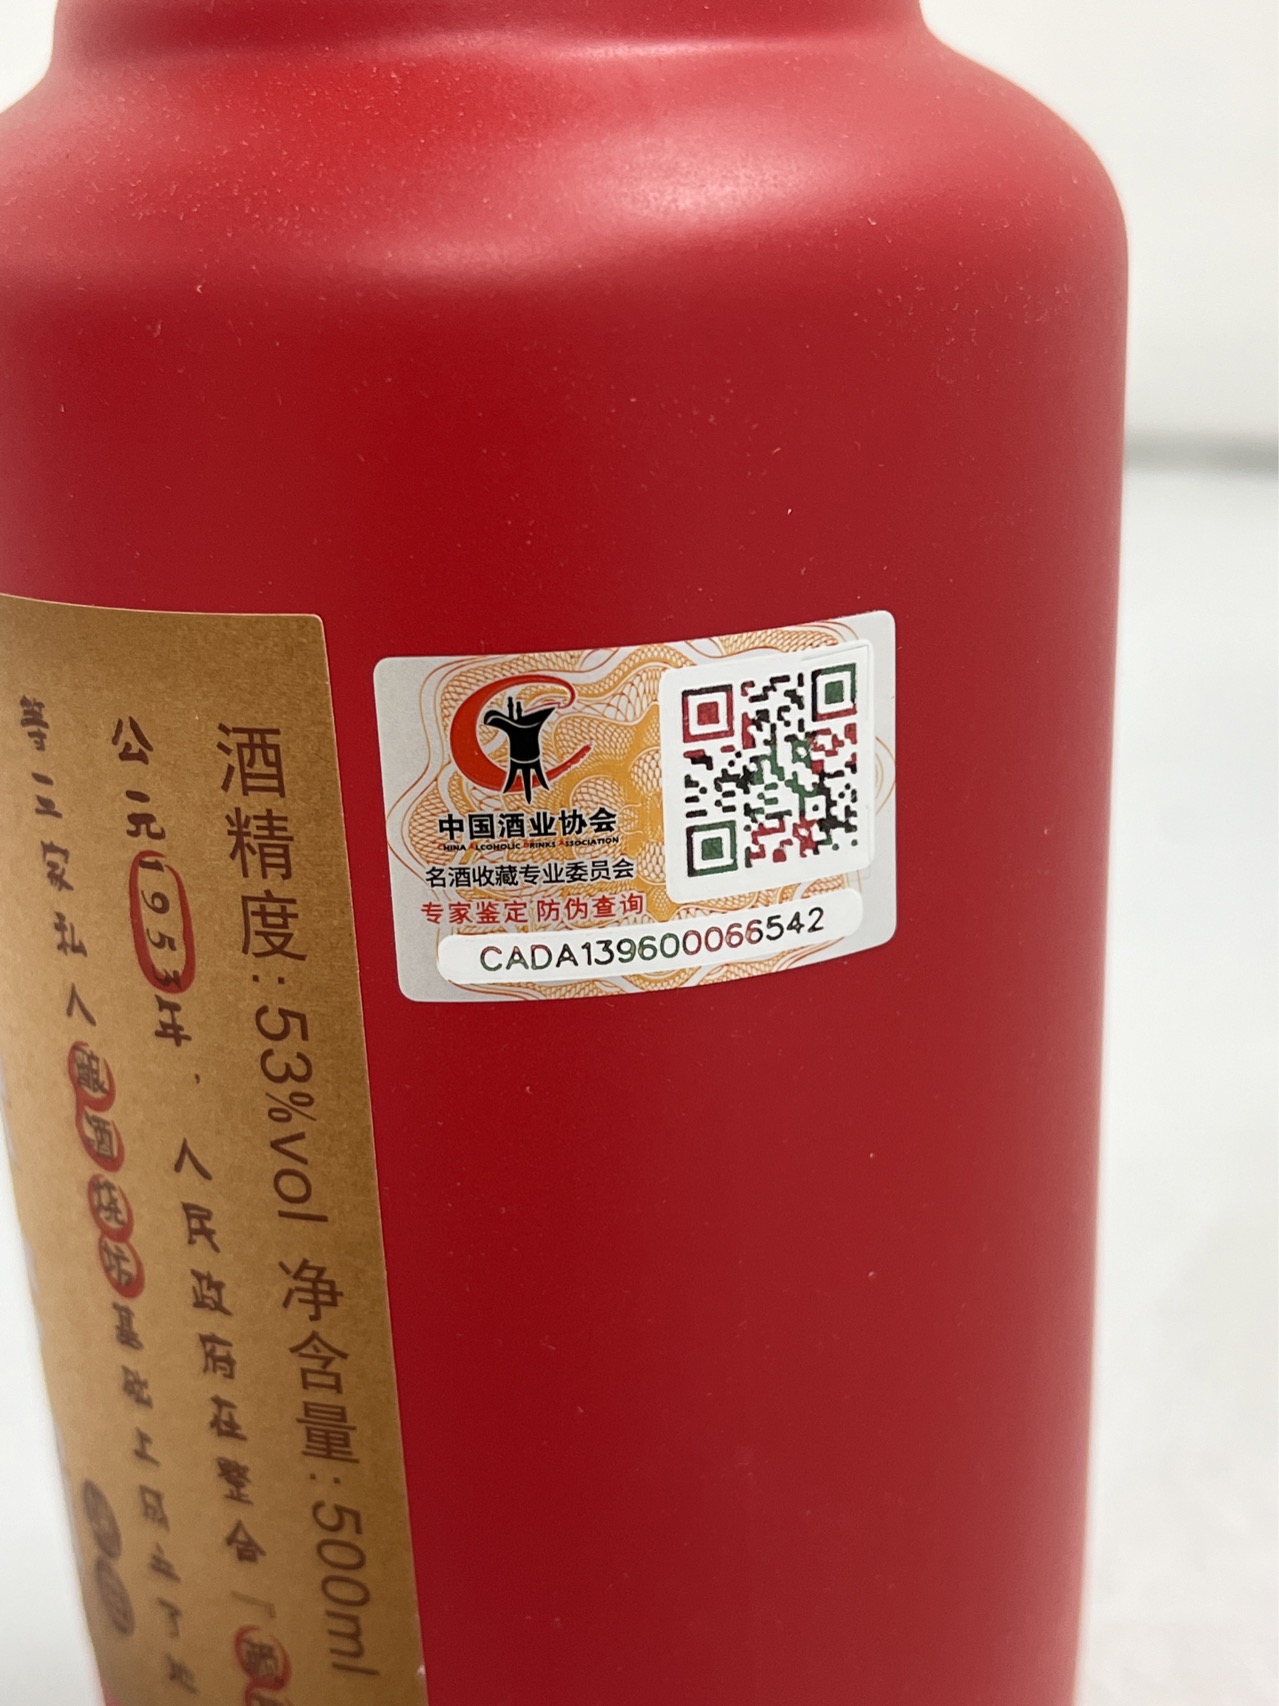 酒精度:53%vol 净含量:500ml
公元1953年,人民政府在整合「
等三家私人酿酒烧坊基础上成立了
中国酒业协会
CHINA ALCOHOLIC DRINKS ASSOCIATION
名酒收藏专业委员会
专家鉴定 防伪查询
CADA139600066542